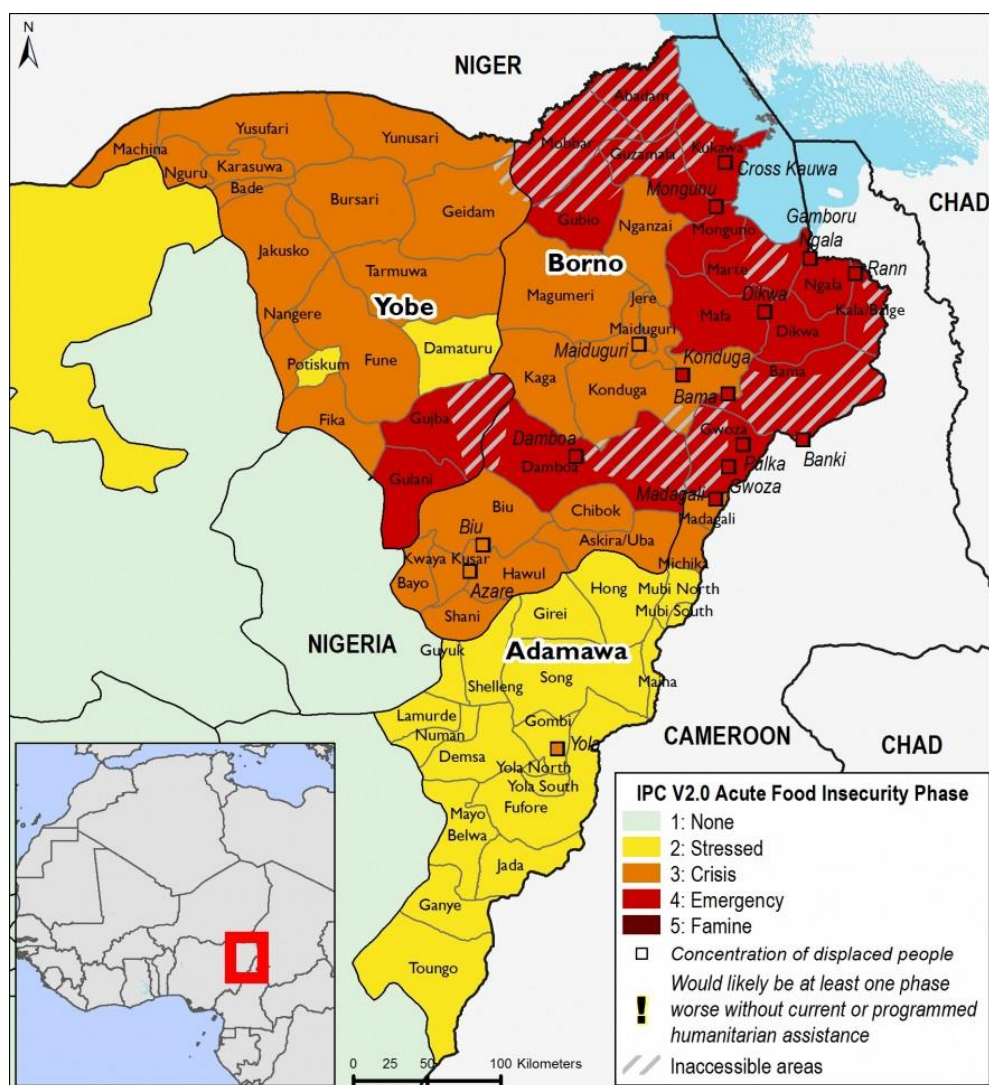 N
NIGER
Abadam
Yusufari
Yunusari
Machina
Mobbar
Kukawa
Karasuwa
Guzamala
Nguru
Cross Kauwa
Bade
Mongunu
Bursari
CHAD
Geidam
Gubio
Nganzai
Gamboru
Monguno
Ngala
Jakusko
Borno
Marte
Rann
Tarmuwa
Ngala
Magumeri
Jere
Dikwa
Kala/Balge
Yobe
Mafa
Nangere
Maiduguri
Dikwa
Damaturu
Maiduguri
Konduga
Potiskum
Fune
Kaga
Konduga
Bama
Bama
Fika
Gujba
Gwoza
Damboa
Banki
Pulka
Gulani
Damboa
Gwoza
Madagali
Biu
Chibok
Madagali
Biu
Askira/Uba
Kwaya Kusar
Michika
Bayo
Azare
Hawul
Hong
Mubi North
Shani
Girei
Mubi South
NIGERIA
Guyuk
Adamawa
Shelleng
Song
Maiha
Lamurde
Gombi
CAMEROON
CHAD
Numan
Yola
Demsa
Yola North
Yola South
Fufore
Mayo
Belwa
Jada
Ganye
Toungo
0 25 50 100 Kilometers
IPC V2.0 Acute Food Insecurity Phase
1: None
2: Stressed
3: Crisis
4: Emergency
5: Famine
Concentration of displaced people
! Would likely be at least one phase
worse without current or programmed
humanitarian assistance
Inaccessible areas